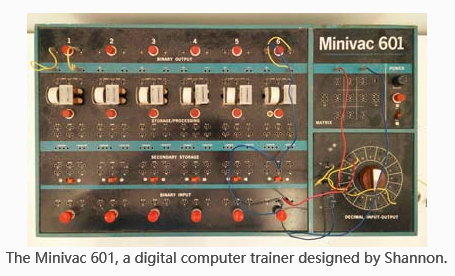 1 2 3 4 5 6
BINARY OUTPUT
STORAGE/PROCESSING
SECONDARY STORAGE
BINARY INPUT
Minivac 601
POWER
MATRIX
DECIMAL INPUT-OUTPUT
The Minivac 601, a digital computer trainer designed by Shannon.